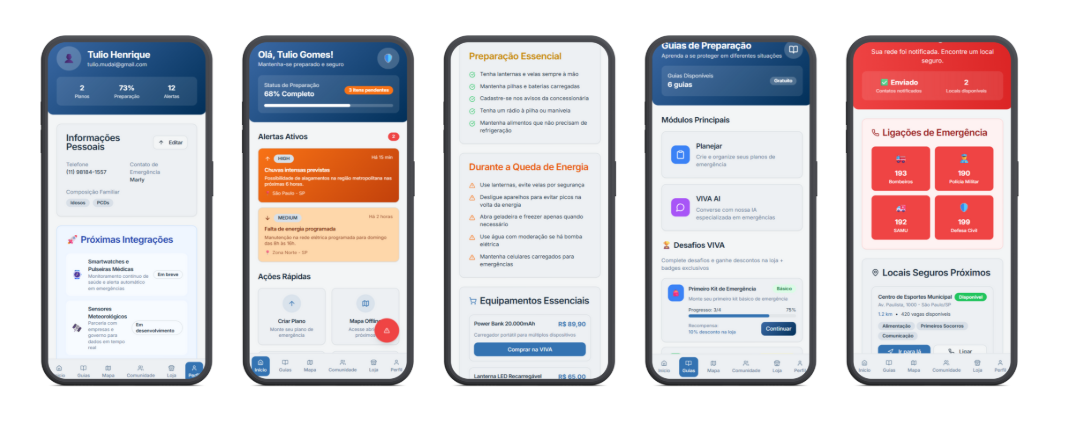 Tulio Henrique
tulio.mudai@gmail.com
2
Planos
73%
Preparação
12
Alertas
Informações
Pessoais
Editar
Telefone
(11) 98184-1557
Contato de
Emergência
Marly
Composição Familiar
Idosos
PCDs
Próximas Integrações
Smartwatches e
Pulseiras Médicas
Monitoramento contínuo de
saúde e alerta automático
em emergências
Em breve
Sensores
Meteorológicos
Parceria com
empresas e
governo para
dados em tempo
real
Em
desenvolvimento
Início
Guias
Mapa
Comunidade
Loja
Perfil
Olá, Tulio Gomes!
Mantenha-se preparado e seguro
Status de Preparação
68% Completo
3 itens pendentes
Alertas Ativos
2
HIGH
Há 15 min
Chuvas intensas previstas
Possibilidade de alagamentos na região metropolitana nas
próximas 6 horas.
São Paulo - SP
MEDIUM
Há 2 horas
Falta de energia programada
Manutenção na rede elétrica programada para domingo
das 8h às 16h.
Zona Norte - SP
Ações Rápidas
Criar Plano
Monte seu plano de
emergência
Mapa Offline
Acesse
Início
Guias
Mapa
Comunidade
Loja
Perfil
Preparação Essencial
Tenha lanternas e velas sempre à mão
Mantenha pilhas e baterias carregadas
Cadastre-se nos avisos da concessionária
Tenha um rádio à pilha ou manivela
Mantenha alimentos que não precisam de
refrigeração
Durante a Queda de Energia
Use lanternas, evite velas por segurança
Desligue aparelhos para evitar picos na
volta da energia
Abra geladeira e freezer apenas quando
necessário
Use água com moderação se há bomba
elétrica
Mantenha celulares carregados para
emergências
Equipamentos Essenciais
Power Bank 20.000mAh
R$ 89,90
Carregador portátil para múltiplos dispositivos
Comprar na VIVA
Lanterna LED Recarregável
R$ 65,00
Guias de Preparação
Aprenda a se proteger em diferentes situações
Guias Disponíveis
6 guias
Gratuito
Módulos Principais
Planejar
Crie e organize seus planos de
emergência
VIVA AI
Converse com nossa IA
especializada em emergências
Desafios VIVA
Complete desafios e ganhe descontos na loja +
badges exclusivos
Primeiro Kit de Emergência
Básico
Monte seu primeiro kit básico de emergência
Progresso: 3/4
75%
Recompensa:
15% desconto na loja
Continuar
Início
Guias
Mapa
Comunidade
Loja
Perfil
Sua rede foi notificada. Encontre um local
seguro.
Enviado
Contatos notificados
2
Locais disponíveis
Ligações de Emergência
193
Bombeiros
190
Polícia Militar
192
SAMU
199
Defesa Civil
Locais Seguros Próximos
Centro de Esportes
Municipal
Disponível
Av. Paulista, 1000 - São Paulo/SP
1.2 km • 420 vagas disponíveis
Alimentação
Primeiros Socorros
Comunicação
Ir para lá
Ligar
Início
Guias
Mapa
Comunidade
Loja
Perfil